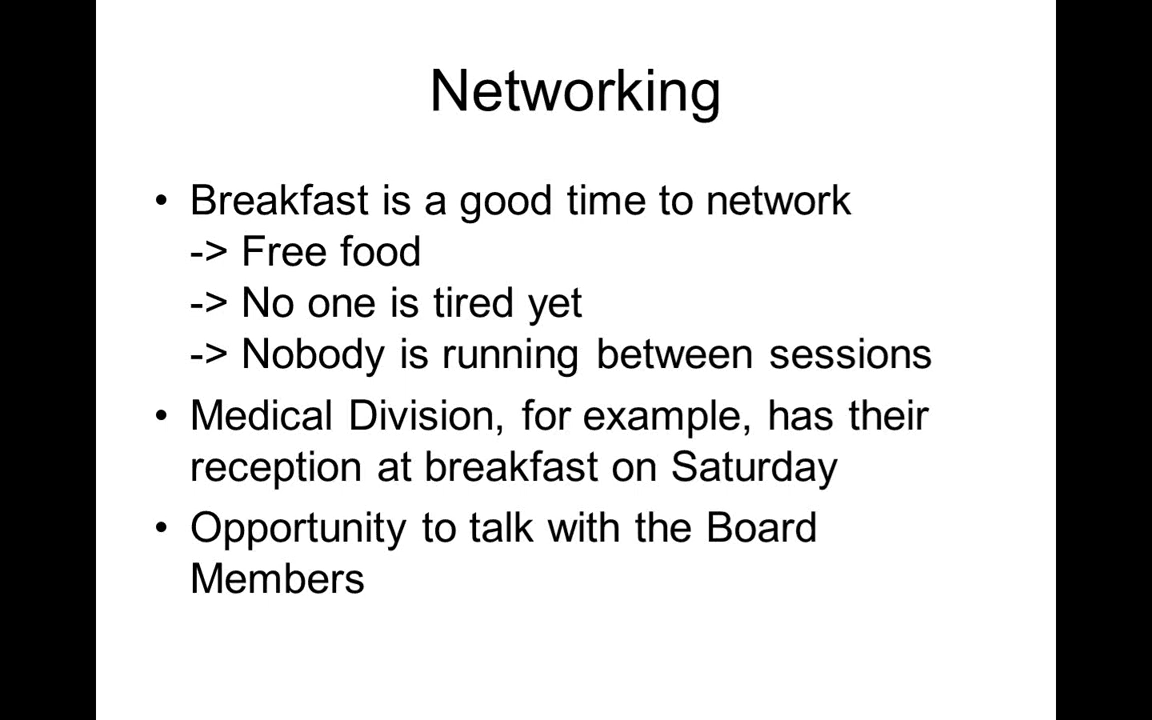 Networking
• Breakfast is a good time to network
-> Free food
-> No one is tired yet
-> Nobody is running between sessions
• Medical Division, for example, has their
reception at breakfast on Saturday
• Opportunity to talk with the Board
Members